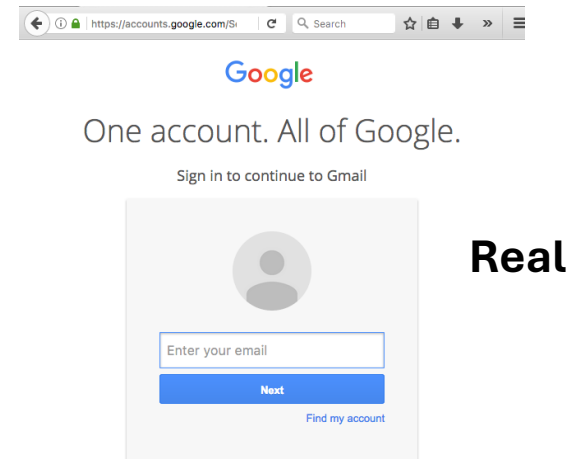 https://accounts.google.com/Se Search
Google
One account. All of Google.
Sign in to continue to Gmail
Real
Enter your email
Next
Find my account